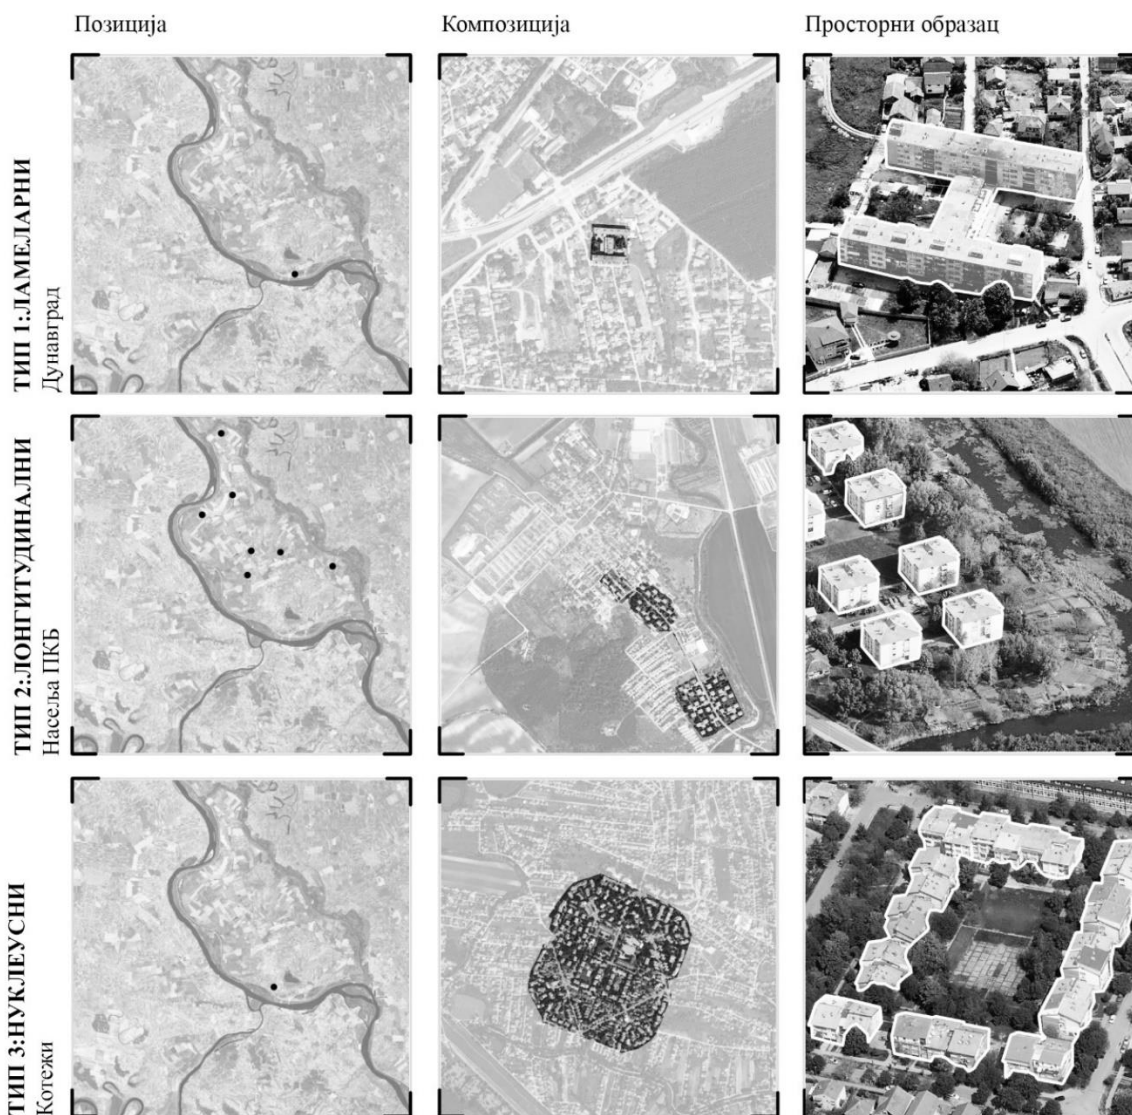 Позиција
Композиција
Просторни образац
ТИП 1:ЛАМЕЛАРНИ
Дунавград
ТИП 2:ЛОНГИТУДИНАЛНИ
Насеља ПКБ
ТИП 3:НУКЛЕУСНИ
Котежи